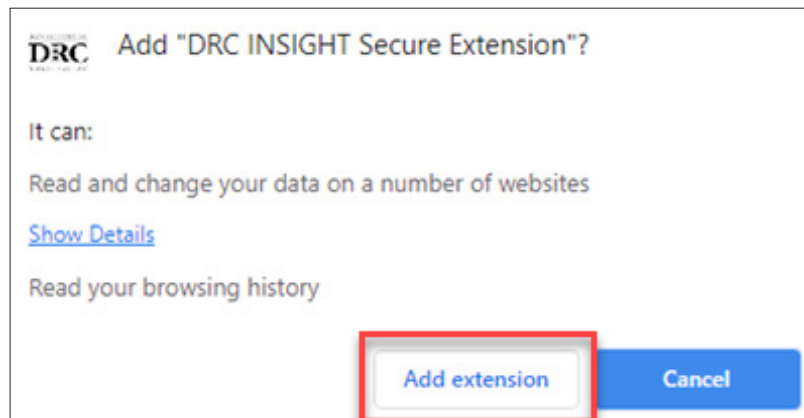 DRC
Add "DRC INSIGHT Secure Extension"?
It can:
Read and change your data on a number of websites
Show Details
Read your browsing history
Add extension
Cancel